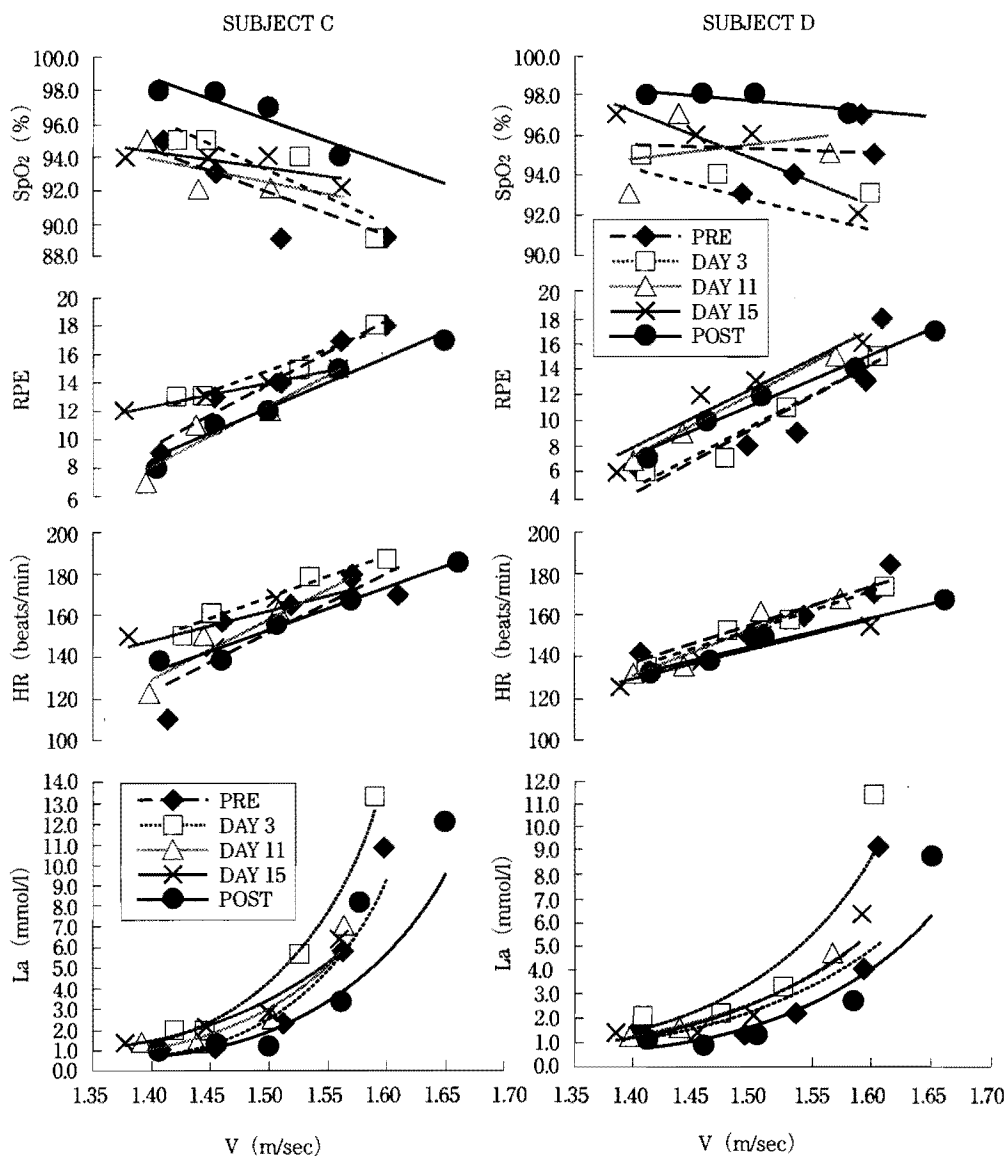 SUBJECT C
100.0
98.0
96.0
94.0
92.0
90.0
88.0
SpO₂ (%)
20
18
16
14
12
10
8
6
RPE
200
180
160
140
120
100
HR (beats/min)
14.0
13.0
12.0
11.0
10.0
9.0
8.0
7.0
6.0
5.0
4.0
3.0
2.0
1.0
0.0
La (mmol/l)
PRE
DAY 3
DAY 11
DAY 15
POST
1.35 1.40 1.45 1.50 1.55 1.60 1.65 1.70
V (m/sec)
SUBJECT D
100.0
98.0
96.0
94.0
92.0
90.0
SpO₂ (%)
PRE
DAY 3
DAY 11
DAY 15
POST
20
18
16
14
12
10
8
6
4
RPE
200
180
160
140
120
100
HR (beats/min)
12.0
11.0
10.0
9.0
8.0
7.0
6.0
5.0
4.0
3.0
2.0
1.0
0.0
La (mmol/l)
1.35 1.40 1.45 1.50 1.55 1.60 1.65 1.70
V (m/sec)